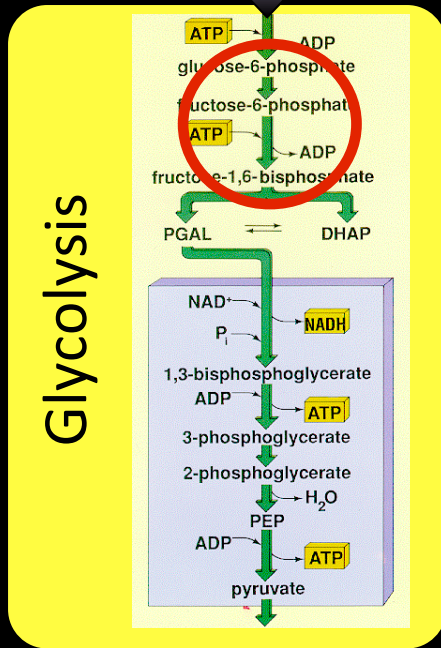 Glycolysis
ATP
ADP
glucose-6-phosphate
fructose-6-phosphate
ATP
ADP
fructose-1,6-bisphosphate
PGAL
DHAP
NAD+
NADH
Pi
1,3-bisphosphoglycerate
ADP
ATP
3-phosphoglycerate
2-phosphoglycerate
H2O
PEP
ADP
ATP
pyruvate